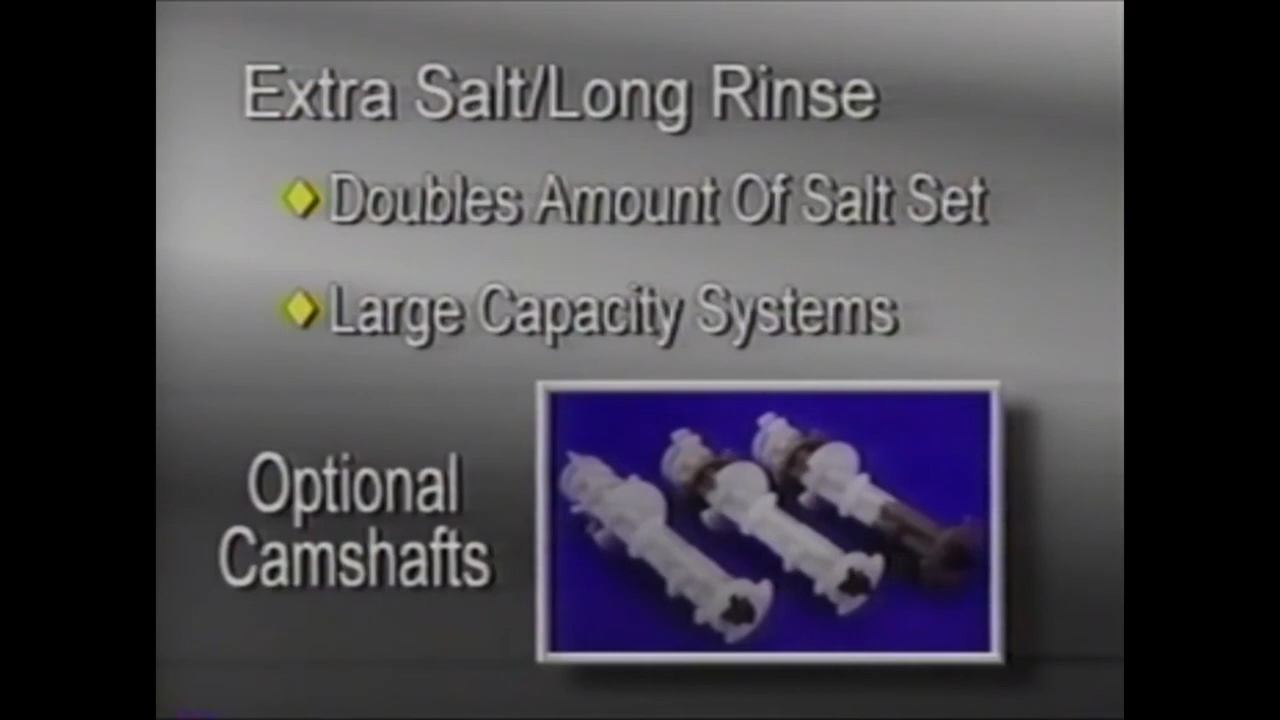 Extra Salt/Long Rinse
Doubles Amount Of Salt Set
Large Capacity Systems
Optional
Camshafts